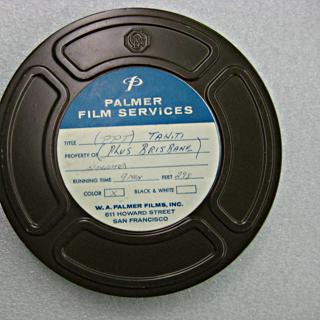 PALMER
FILM SERVICES
TITLE (OUT) TAHITI
PROPERTY OF (PLUS BRISBANE)
RUNNING TIME 9 MIN FEET 298
COLOR X BLACK & WHITE
W. A. PALMER FILMS, INC.
611 HOWARD STREET
SAN FRANCISCO